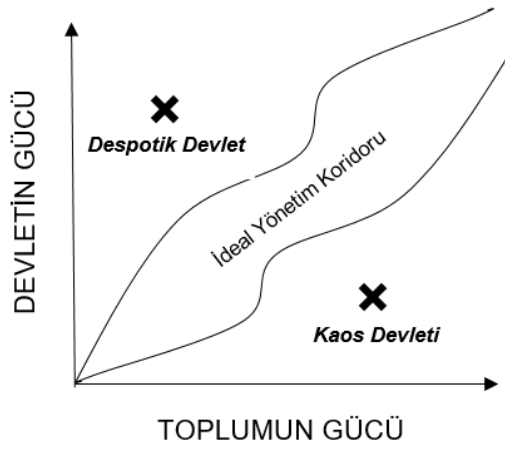 DEVLETİN GÜCÜ
Despotik Devlet
İdeal Yönetim Koridoru
Kaos Devleti
TOPLUMUN GÜCÜ